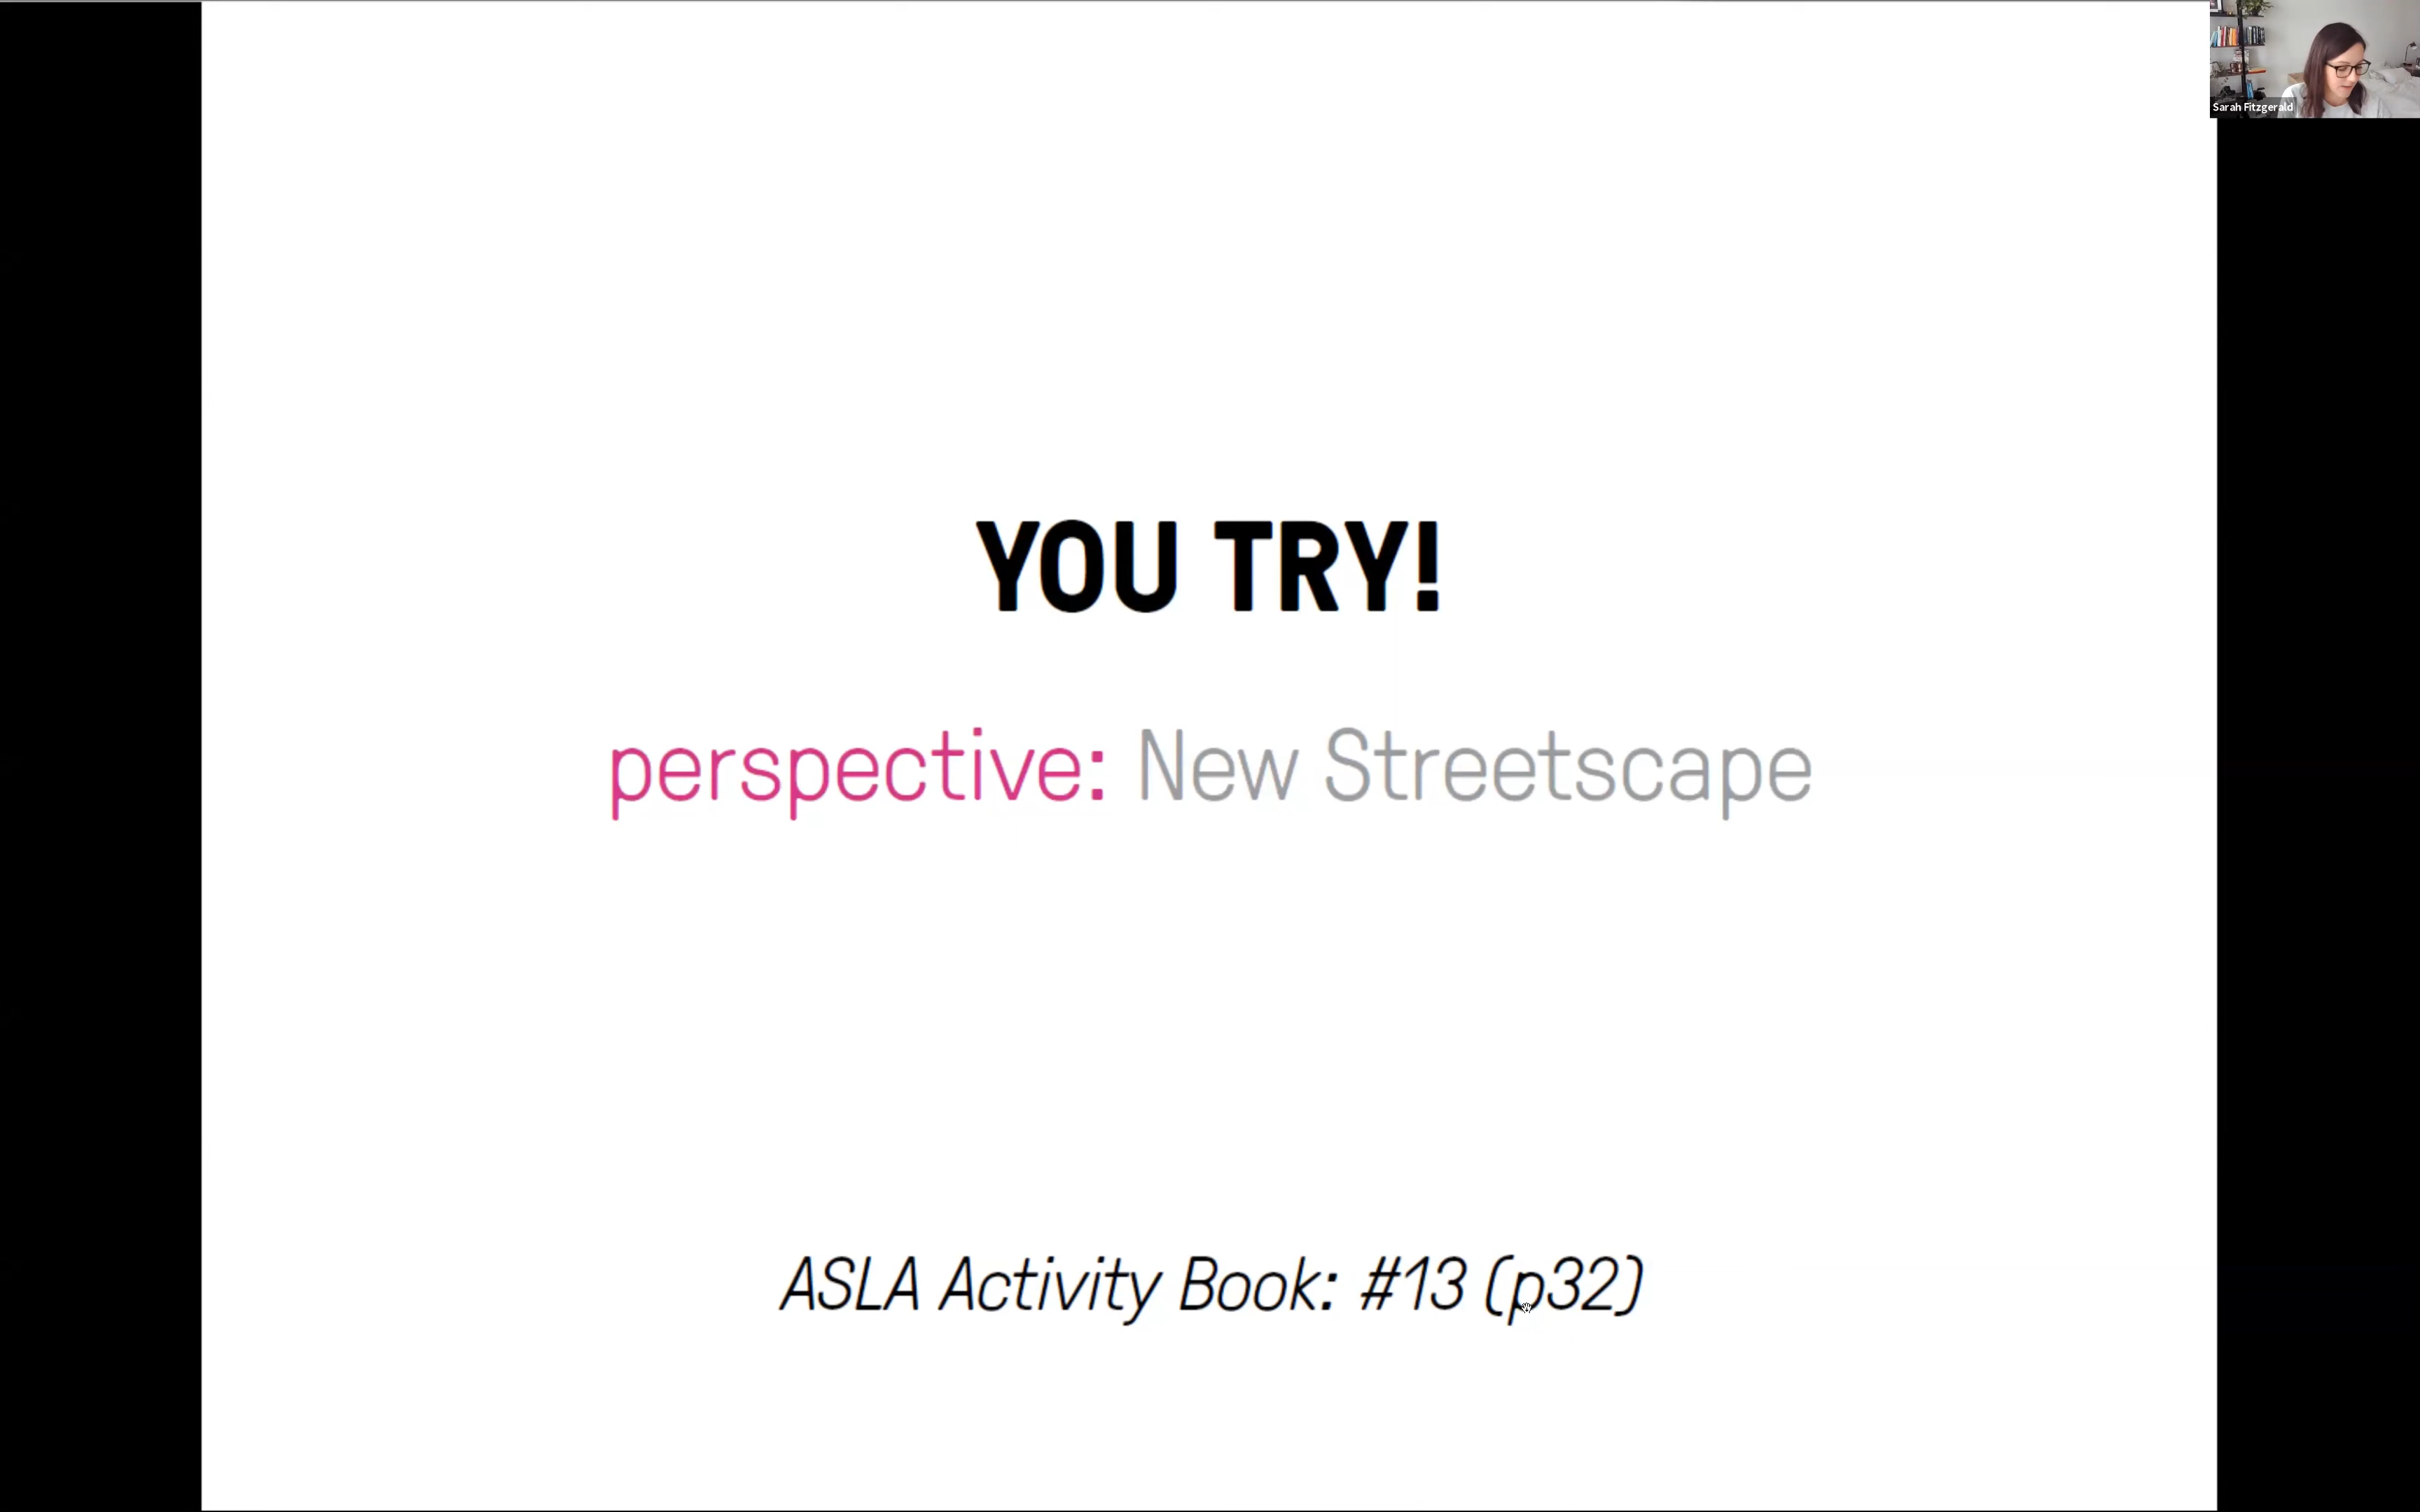 Sarah Fitzgerald
YOU TRY!
perspective: New Streetscape
ASLA Activity Book: #13 (p32)